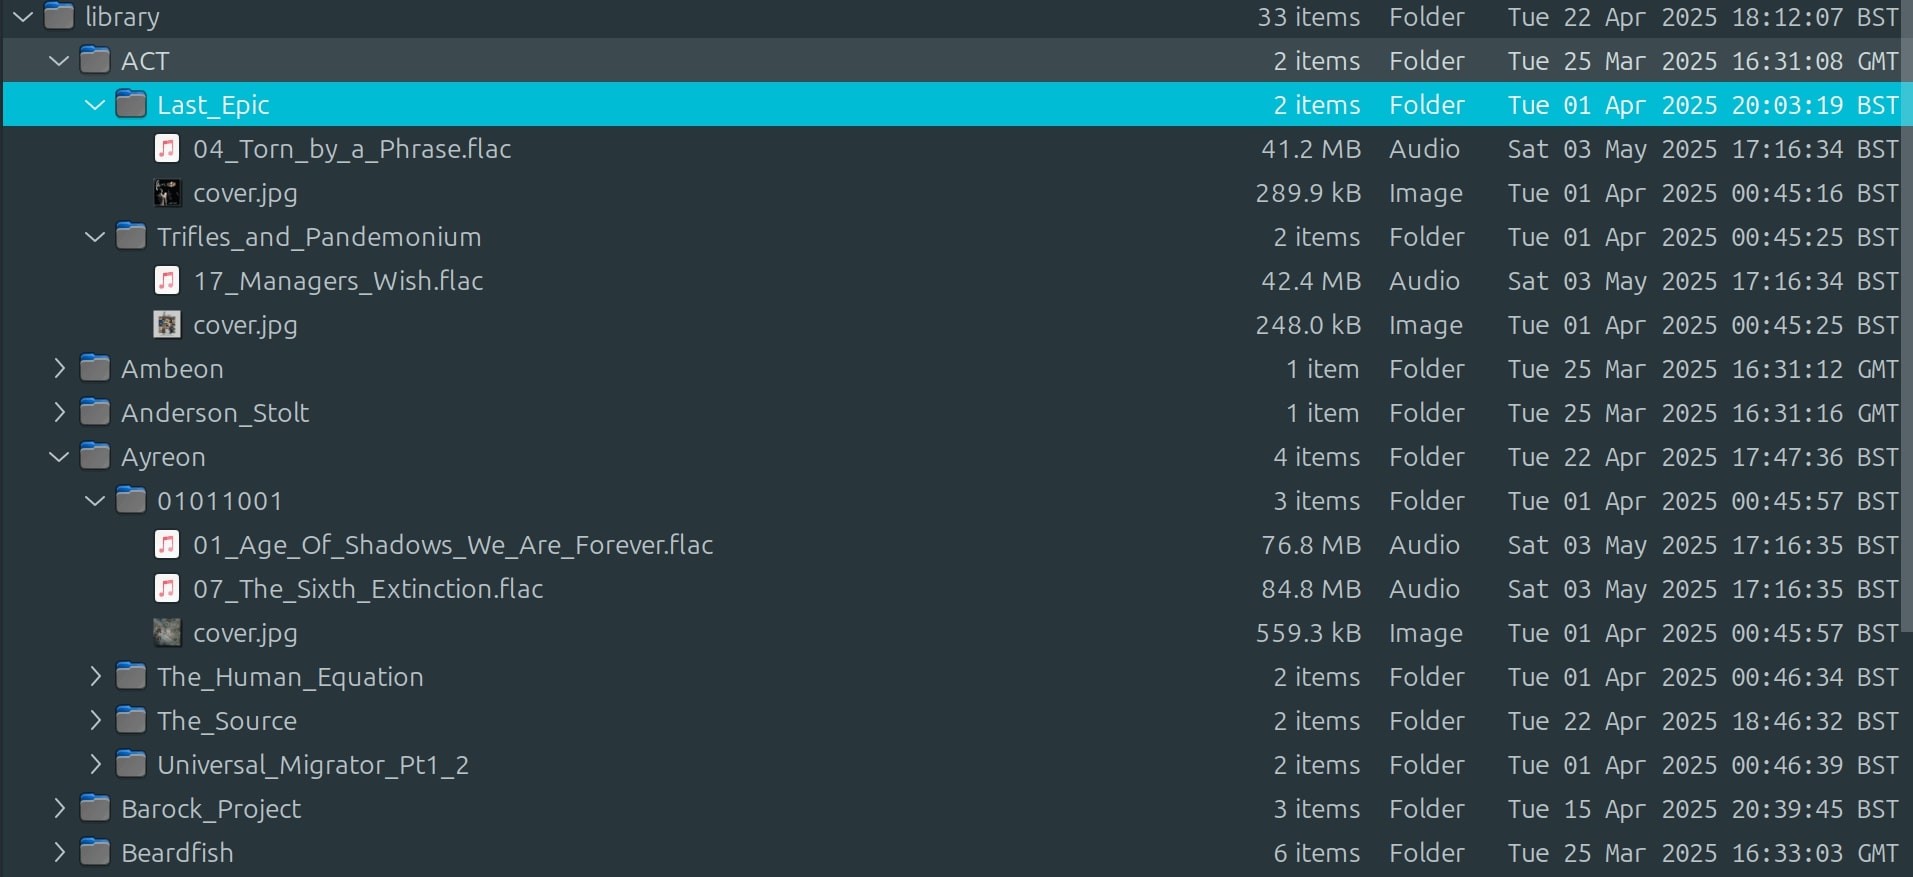 library 33 items Folder Tue 22 Apr 2025 18:12:07 BST
ACT 2 items Folder Tue 25 Mar 2025 16:31:08 GMT
Last_Epic 2 items Folder Tue 01 Apr 2025 20:03:19 BST
04_Torn_by_a_Phrase.flac 41.2 MB Audio Sat 03 May 2025 17:16:34 BST
cover.jpg 289.9 kB Image Tue 01 Apr 2025 00:45:16 BST
Trifles_and_Pandemonium 2 items Folder Tue 01 Apr 2025 00:45:25 BST
17_Managers_Wish.flac 42.4 MB Audio Sat 03 May 2025 17:16:34 BST
cover.jpg 248.0 kB Image Tue 01 Apr 2025 00:45:25 BST
Ambeon 1 item Folder Tue 25 Mar 2025 16:31:12 GMT
Anderson_Stolt 1 item Folder Tue 25 Mar 2025 16:31:16 GMT
Ayreon 4 items Folder Tue 22 Apr 2025 17:47:36 BST
01011001 3 items Folder Tue 01 Apr 2025 00:45:57 BST
01_Age_Of_Shadows_We_Are_Forever.flac 76.8 MB Audio Sat 03 May 2025 17:16:35 BST
07_The_Sixth_Extinction.flac 84.8 MB Audio Sat 03 May 2025 17:16:35 BST
cover.jpg 559.3 kB Image Tue 01 Apr 2025 00:45:57 BST
The_Human_Equation 2 items Folder Tue 01 Apr 2025 00:46:34 BST
The_Source 2 items Folder Tue 22 Apr 2025 18:46:32 BST
Universal_Migrator_Pt1_2 2 items Folder Tue 01 Apr 2025 00:46:39 BST
Barock_Project 3 items Folder Tue 15 Apr 2025 20:39:45 BST
Beardfish 6 items Folder Tue 25 Mar 2025 16:33:03 GMT